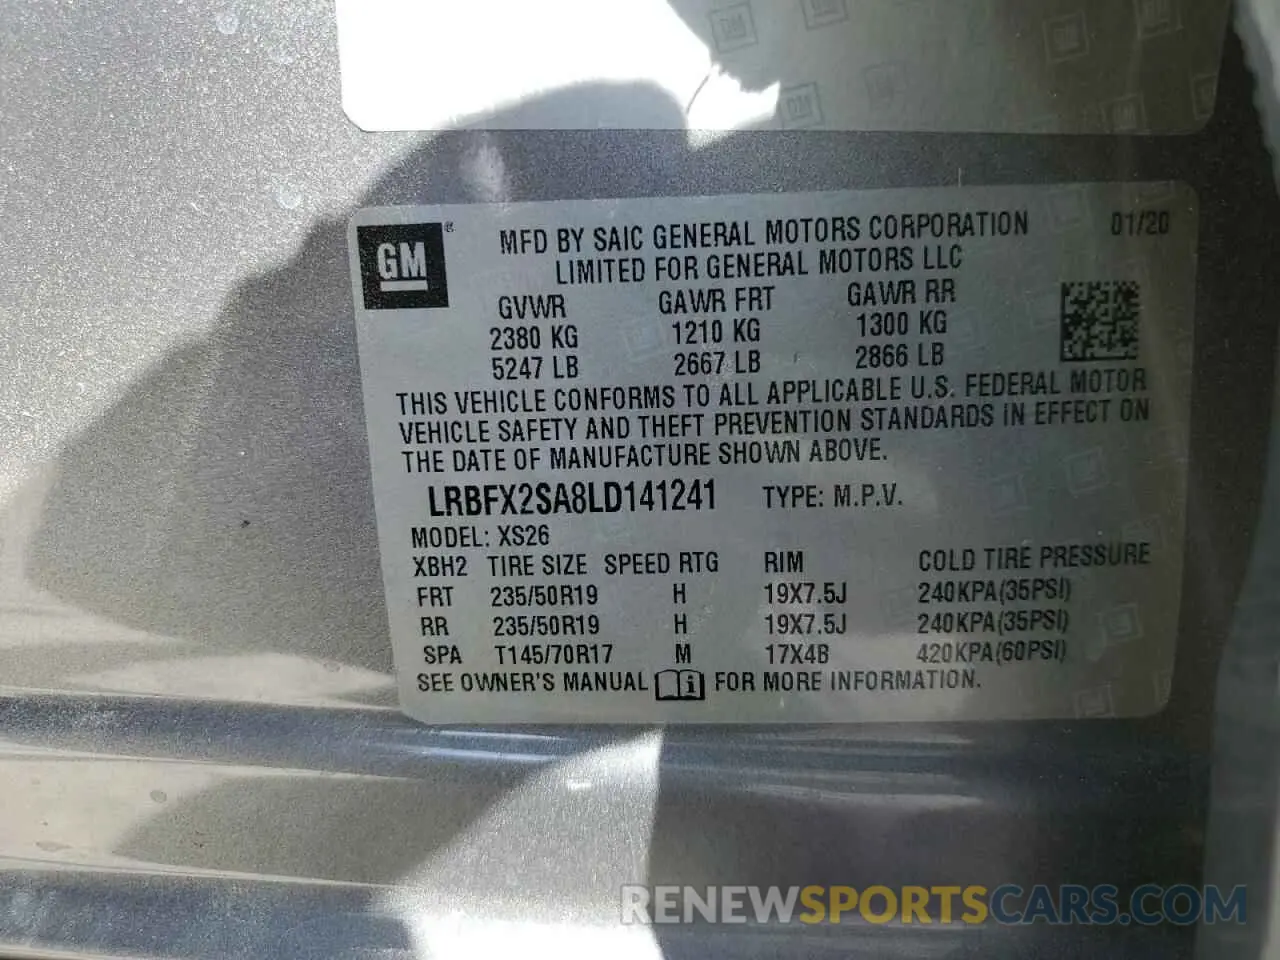 GM ®
MFD BY SAIC GENERAL MOTORS CORPORATION 01/20
LIMITED FOR GENERAL MOTORS LLC
GVWR GAWR FRT GAWR RR
2380 KG 1210 KG 1300 KG
5247 LB 2667 LB 2866 LB
THIS VEHICLE CONFORMS TO ALL APPLICABLE U.S. FEDERAL MOTOR
VEHICLE SAFETY AND THEFT PREVENTION STANDARDS IN EFFECT ON
THE DATE OF MANUFACTURE SHOWN ABOVE.
LRBFX2SA8LD141241 TYPE: M.P.V.
MODEL: XS26
XBH2 TIRE SIZE SPEED RTG RIM COLD TIRE PRESSURE
FRT 235/50R19 H 19X7.5J 240KPA(35PSI)
RR 235/50R19 H 19X7.5J 240KPA(35PSI)
SPA T145/70R17 M 17X4B 420KPA(60PSI)
SEE OWNER'S MANUAL i FOR MORE INFORMATION.
RENEWSPORTSCARS.COM